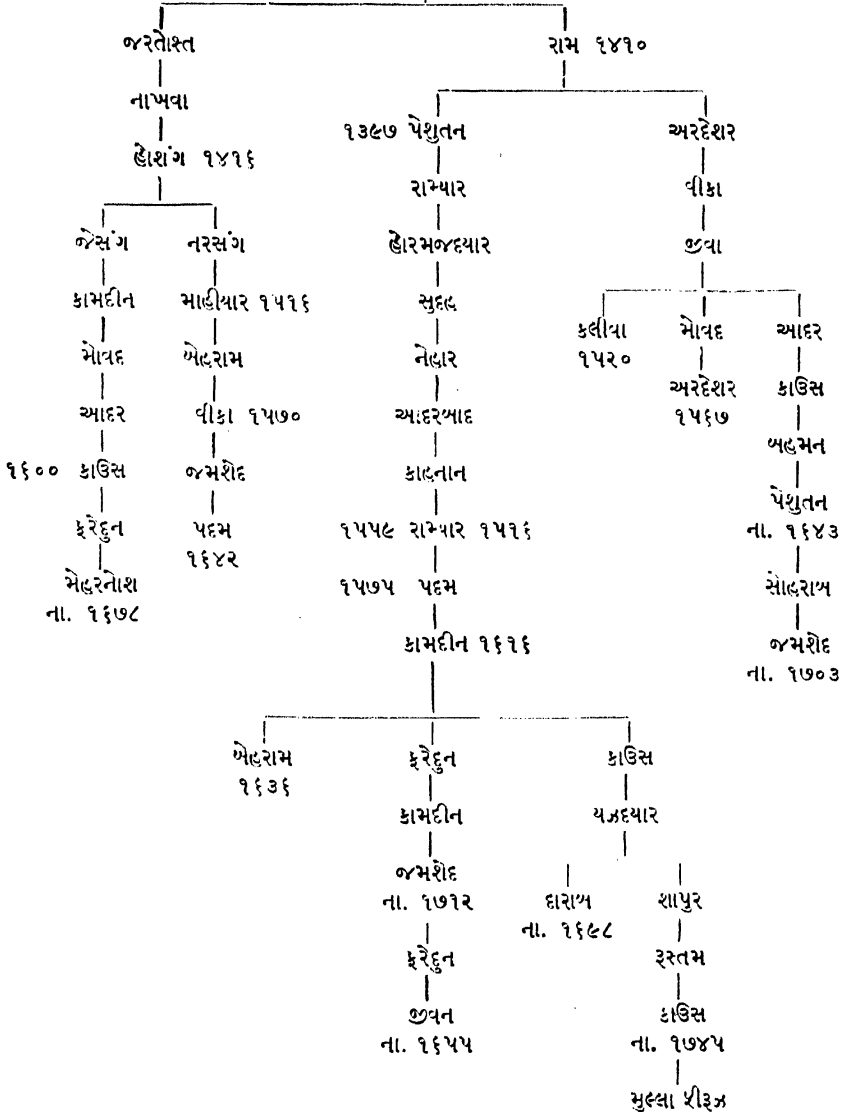 જરતોસ્ત રામ ૧૪૧૦
નાખવા
૧૩૯૭ પેશુતન અરદેશર
હોશંગ ૧૪૧૬
રામ્યાર વીકા
જેસંગ નરસંગ હોરમજદયાર જીવા
કામદીન માહીયાર ૧૫૧૬ સુદહ
કલીવા મોવદ આદર
૧૫૨૦
મોવદ બેહરામ નેહાર
અરદેશર કાઉસ
૧૫૬૭
આદર વીકા ૧૫૭૦ આદરબાદ
બહમન
૧૬૦૦ કાઉસ જમશેદ કાહનાન
પેશુતન
ના. ૧૬૪૩
ફરેદુન પદમ ૧૫૫૯ રામ્યાર ૧૫૧૬
૧૬૪૨
મેહરનોશ ૧૫૭૫ પદમ સોહરાબ
ના. ૧૬૭૮
કામદીન ૧૬૧૬ જમશેદ
ના. ૧૭૦૩
બેહરામ ફરેદુન કાઉસ
૧૬૩૬
કામદીન યઝદયાર
જમશેદ
ના. ૧૭૧૨
દારાબ શાપુર
ના. ૧૬૯૮
ફરેદુન રૂસ્તમ
જીવન કાઉસ
ના. ૧૬૫૫ ના. ૧૭૪૫
મુલ્લા ફીરૂઝ